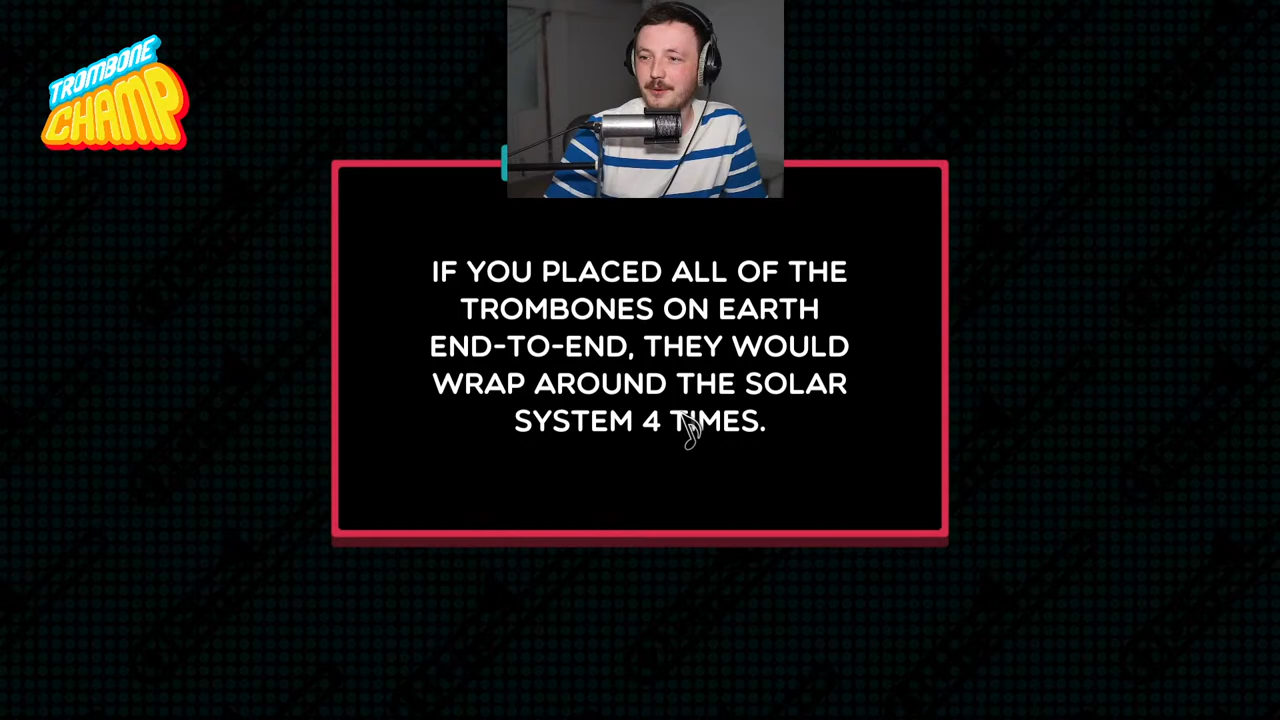 TROMBONE
CHAMP
IF YOU PLACED ALL OF THE
TROMBONES ON EARTH
END-TO-END, THEY WOULD
WRAP AROUND THE SOLAR
SYSTEM 4 TIMES.